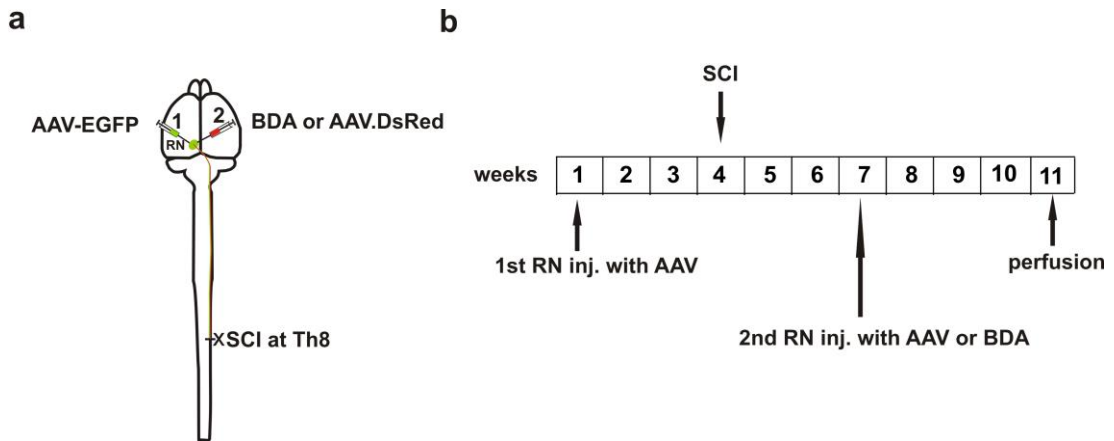 a
AAV-EGFP
1
2
BDA or AAV.DsRed
RN
SCI at Th8
b
SCI
weeks 1 2 3 4 5 6 7 8 9 10 11
1st RN inj. with AAV
perfusion
2nd RN inj. with AAV or BDA